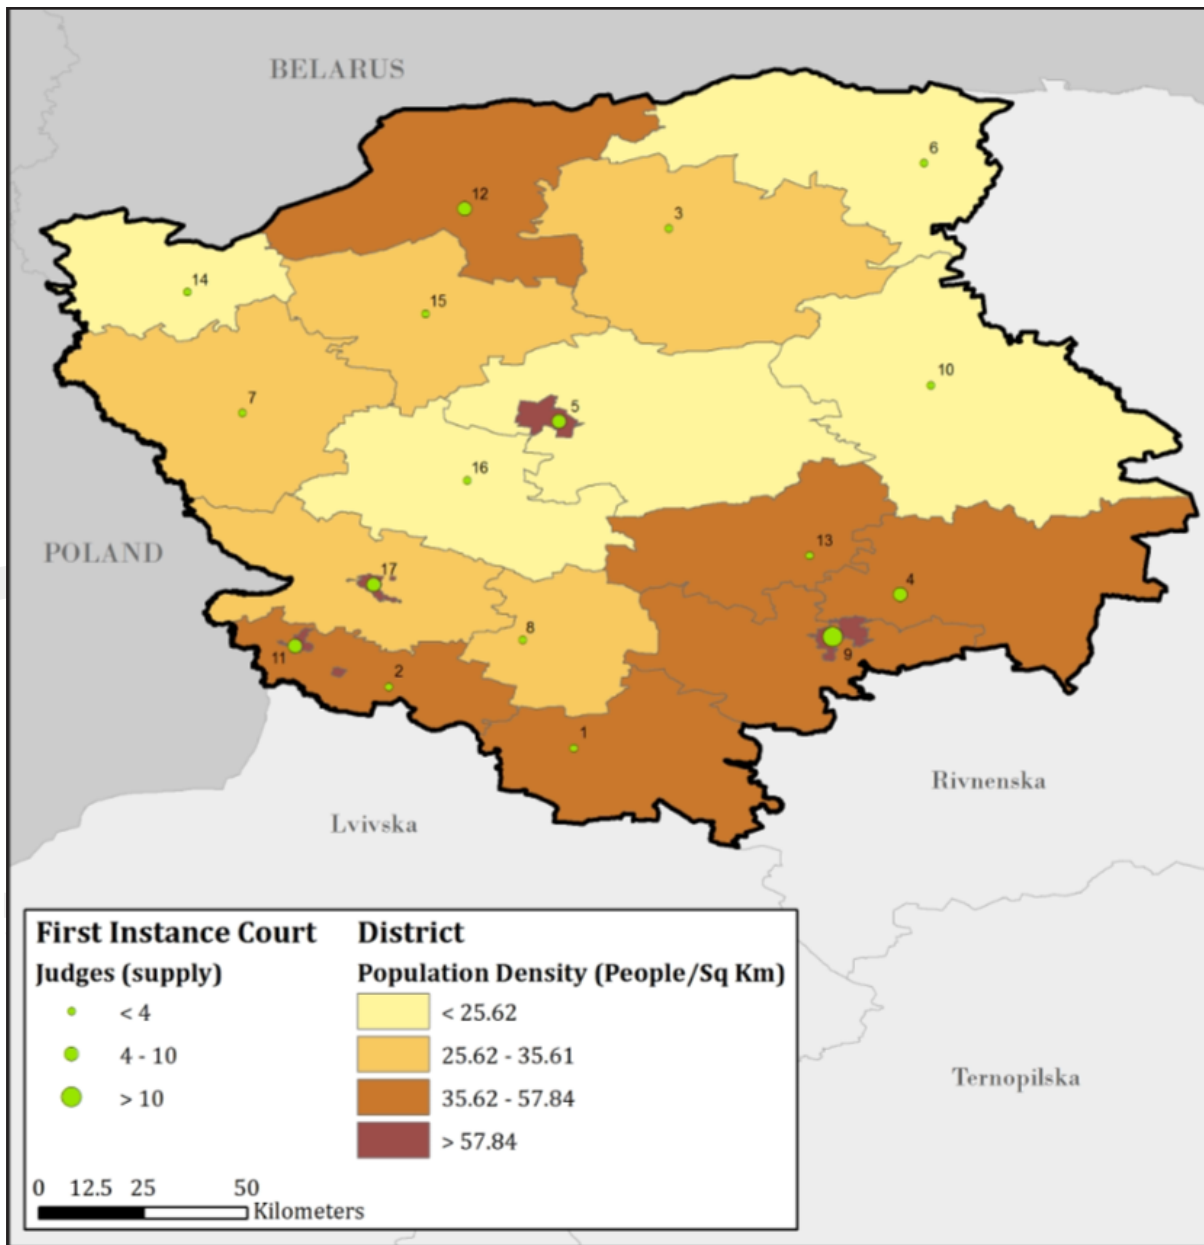 BELARUS
6
12
3
14
15
10
7
5
16
POLAND
13
17
4
8
11
9
2
1
Rivnenska
Lvivska
First Instance Court
Judges (supply)
< 4
4 - 10
> 10
District
Population Density (People/Sq Km)
< 25.62
25.62 - 35.61
35.62 - 57.84
> 57.84
Ternopilska
0 12.5 25 50
Kilometers